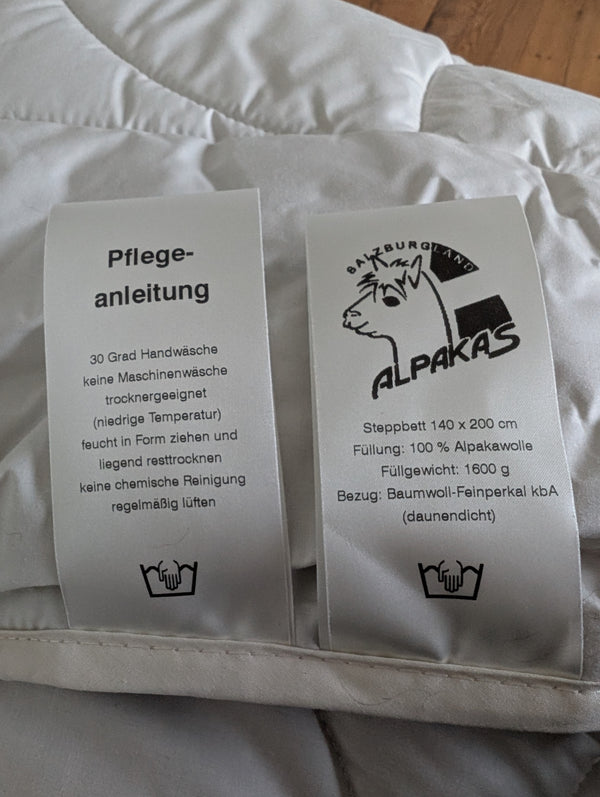 Pflege-
anleitung
30 Grad Handwäsche
keine Maschinenwäsche
trocknergeeignet
(niedrige Temperatur)
feucht in Form ziehen und
liegend resttrocknen
keine chemische Reinigung
regelmäßig lüften
SALZBURGLAND
ALPAKAS
Steppbett 140 x 200 cm
Füllung: 100 % Alpakawolle
Füllgewicht: 1600 g
Bezug: Baumwoll-Feinperkal kbA
(daunendicht)